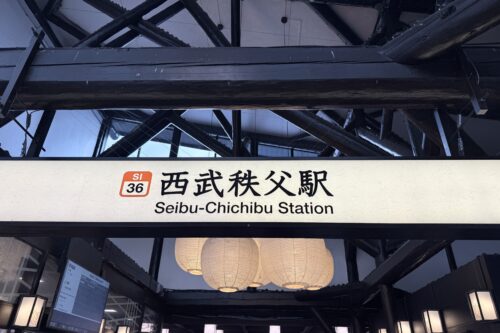 SI
36
西武秩父駅
Seibu-Chichibu Station